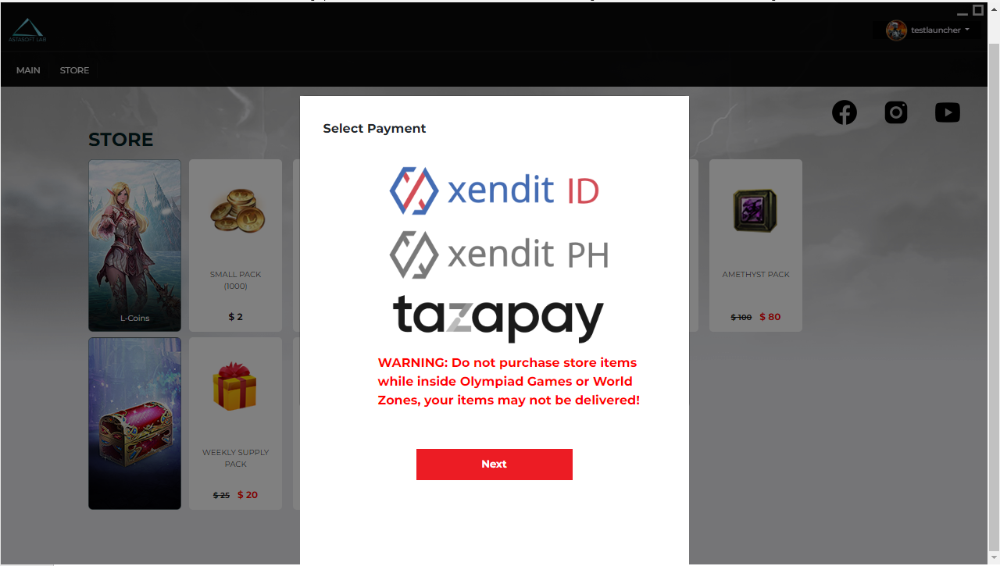 ASTASOFT LAB
testlauncher
MAIN
STORE
Select Payment
STORE
xendit ID
xendit PH
tazapay
WARNING: Do not purchase store items
while inside Olympiad Games or World
Zones, your items may not be delivered!
Next
L-Coins
SMALL PACK
(1000)
$ 2
AMETHYST PACK
$ 100 $ 80
WEEKLY SUPPLY
PACK
$ 25 $ 20